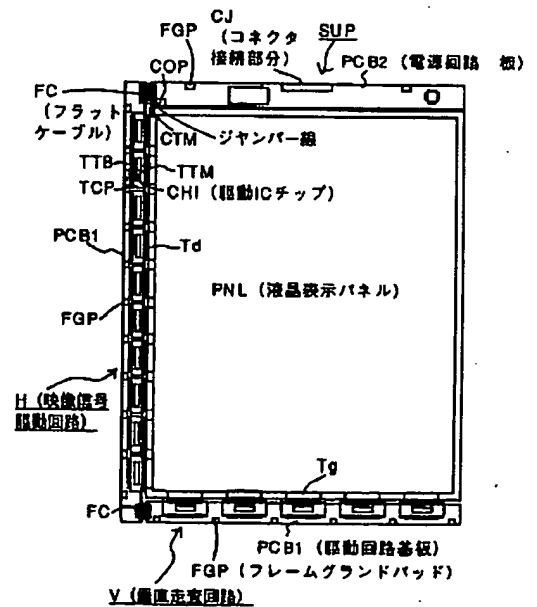 CJ
(コネクタ
接続部分)
FGP
SUP
COP
PCB2 (電源回路 板)
FC
(フラット
ケーブル)
CTM
ジャンパー線
TTB
TTM
TCP
CHI (駆動ICチップ)
PCB1
Td
PNL (液晶表示パネル)
FGP
H (映像信号
駆動回路)
Tg
FC
PCB1 (駆動回路基板)
FGP (フレームグランドパッド)
V (垂直走査回路)